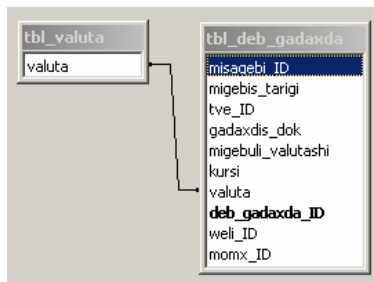 tbl_valuta
valuta
tbl_deb_gadaxda
misagebi_ID
migebis_tarigi
tve_ID
gadaxdis_dok
migebuli_valutashi
kursi
valuta
deb_gadaxda_ID
weli_ID
momx_ID